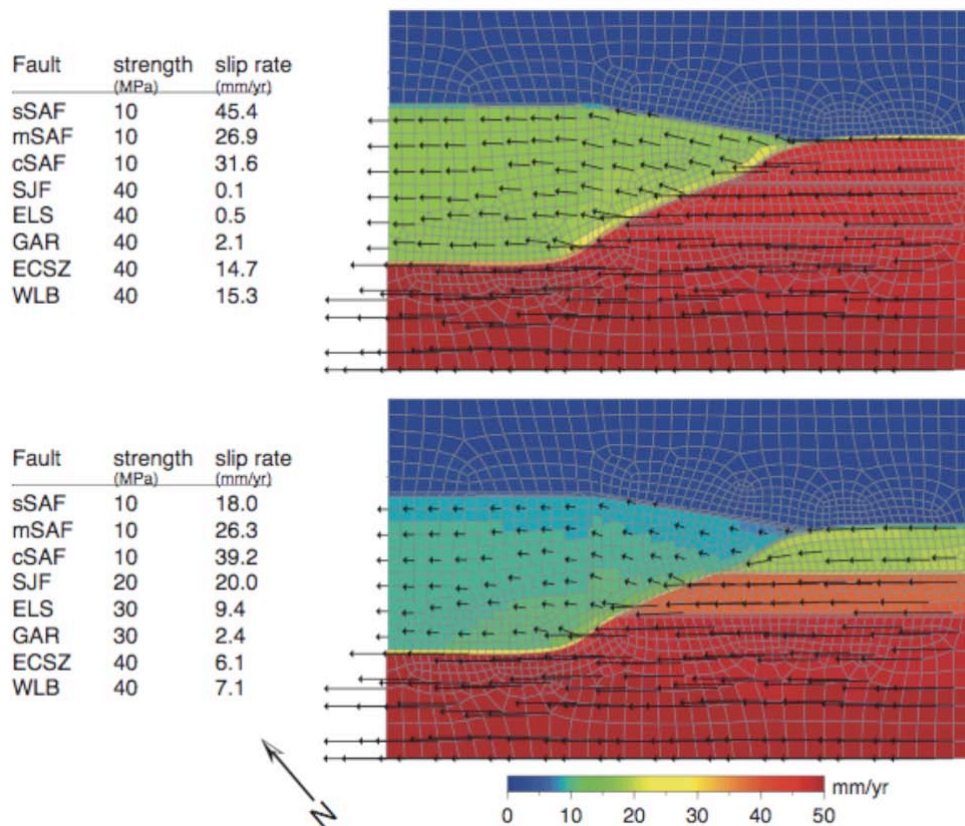 Fault strength slip rate
(MPa) (mm/yr)
sSAF 10 45.4
mSAF 10 26.9
cSAF 10 31.6
SJF 40 0.1
ELS 40 0.5
GAR 40 2.1
ECSZ 40 14.7
WLB 40 15.3
Fault strength slip rate
(MPa) (mm/yr)
sSAF 10 18.0
mSAF 10 26.3
cSAF 10 39.2
SJF 20 20.0
ELS 30 9.4
GAR 30 2.4
ECSZ 40 6.1
WLB 40 7.1
N
mm/yr
0 10 20 30 40 50